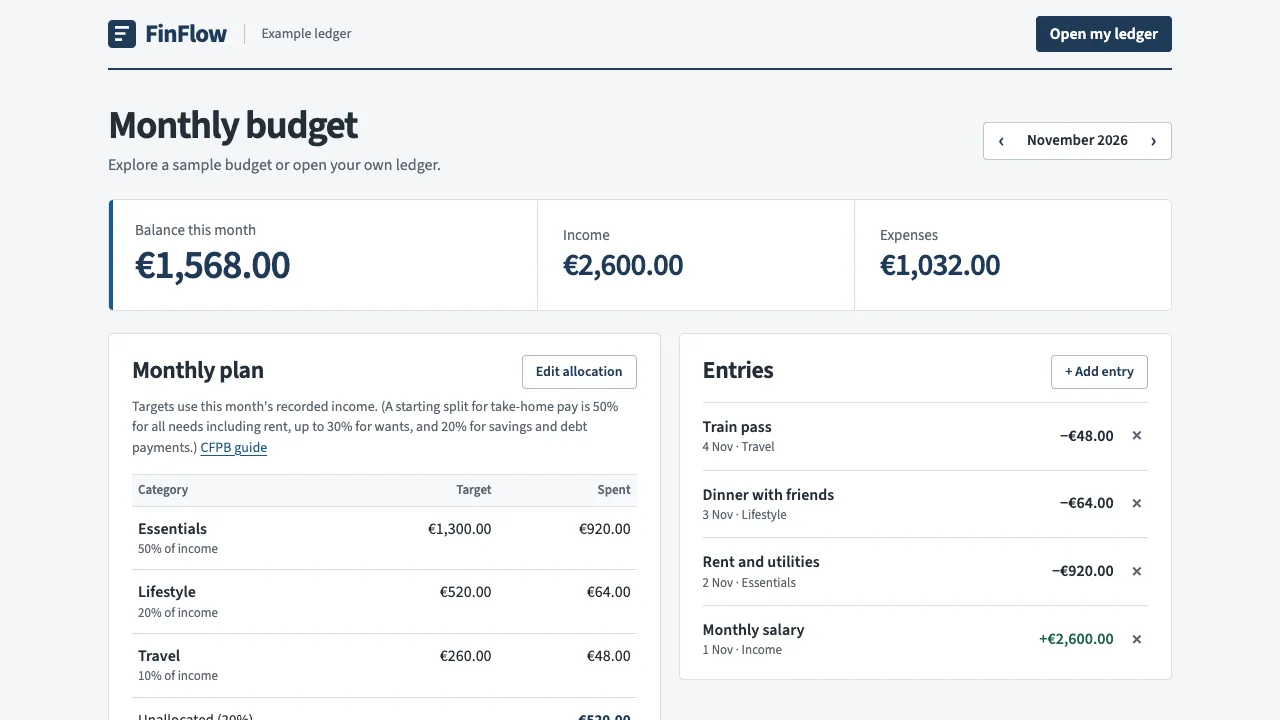 FinFlow
Example ledger
Open my ledger
Monthly budget
Explore a sample budget or open your own ledger.
‹ November 2026 ›
Balance this month
€1,568.00
Income
€2,600.00
Expenses
€1,032.00
Monthly plan
Edit allocation
Targets use this month's recorded income. (A starting split for take-home pay is 50%
for all needs including rent, up to 30% for wants, and 20% for savings and debt
payments.) CFPB guide
Category Target Spent
Essentials €1,300.00 €920.00
50% of income
Lifestyle €520.00 €64.00
20% of income
Travel €260.00 €48.00
10% of income
Unallocated (20%) €520.00
Entries
+ Add entry
Train pass
4 Nov · Travel
−€48.00 ×
Dinner with friends
3 Nov · Lifestyle
−€64.00 ×
Rent and utilities
2 Nov · Essentials
−€920.00 ×
Monthly salary
1 Nov · Income
+€2,600.00 ×